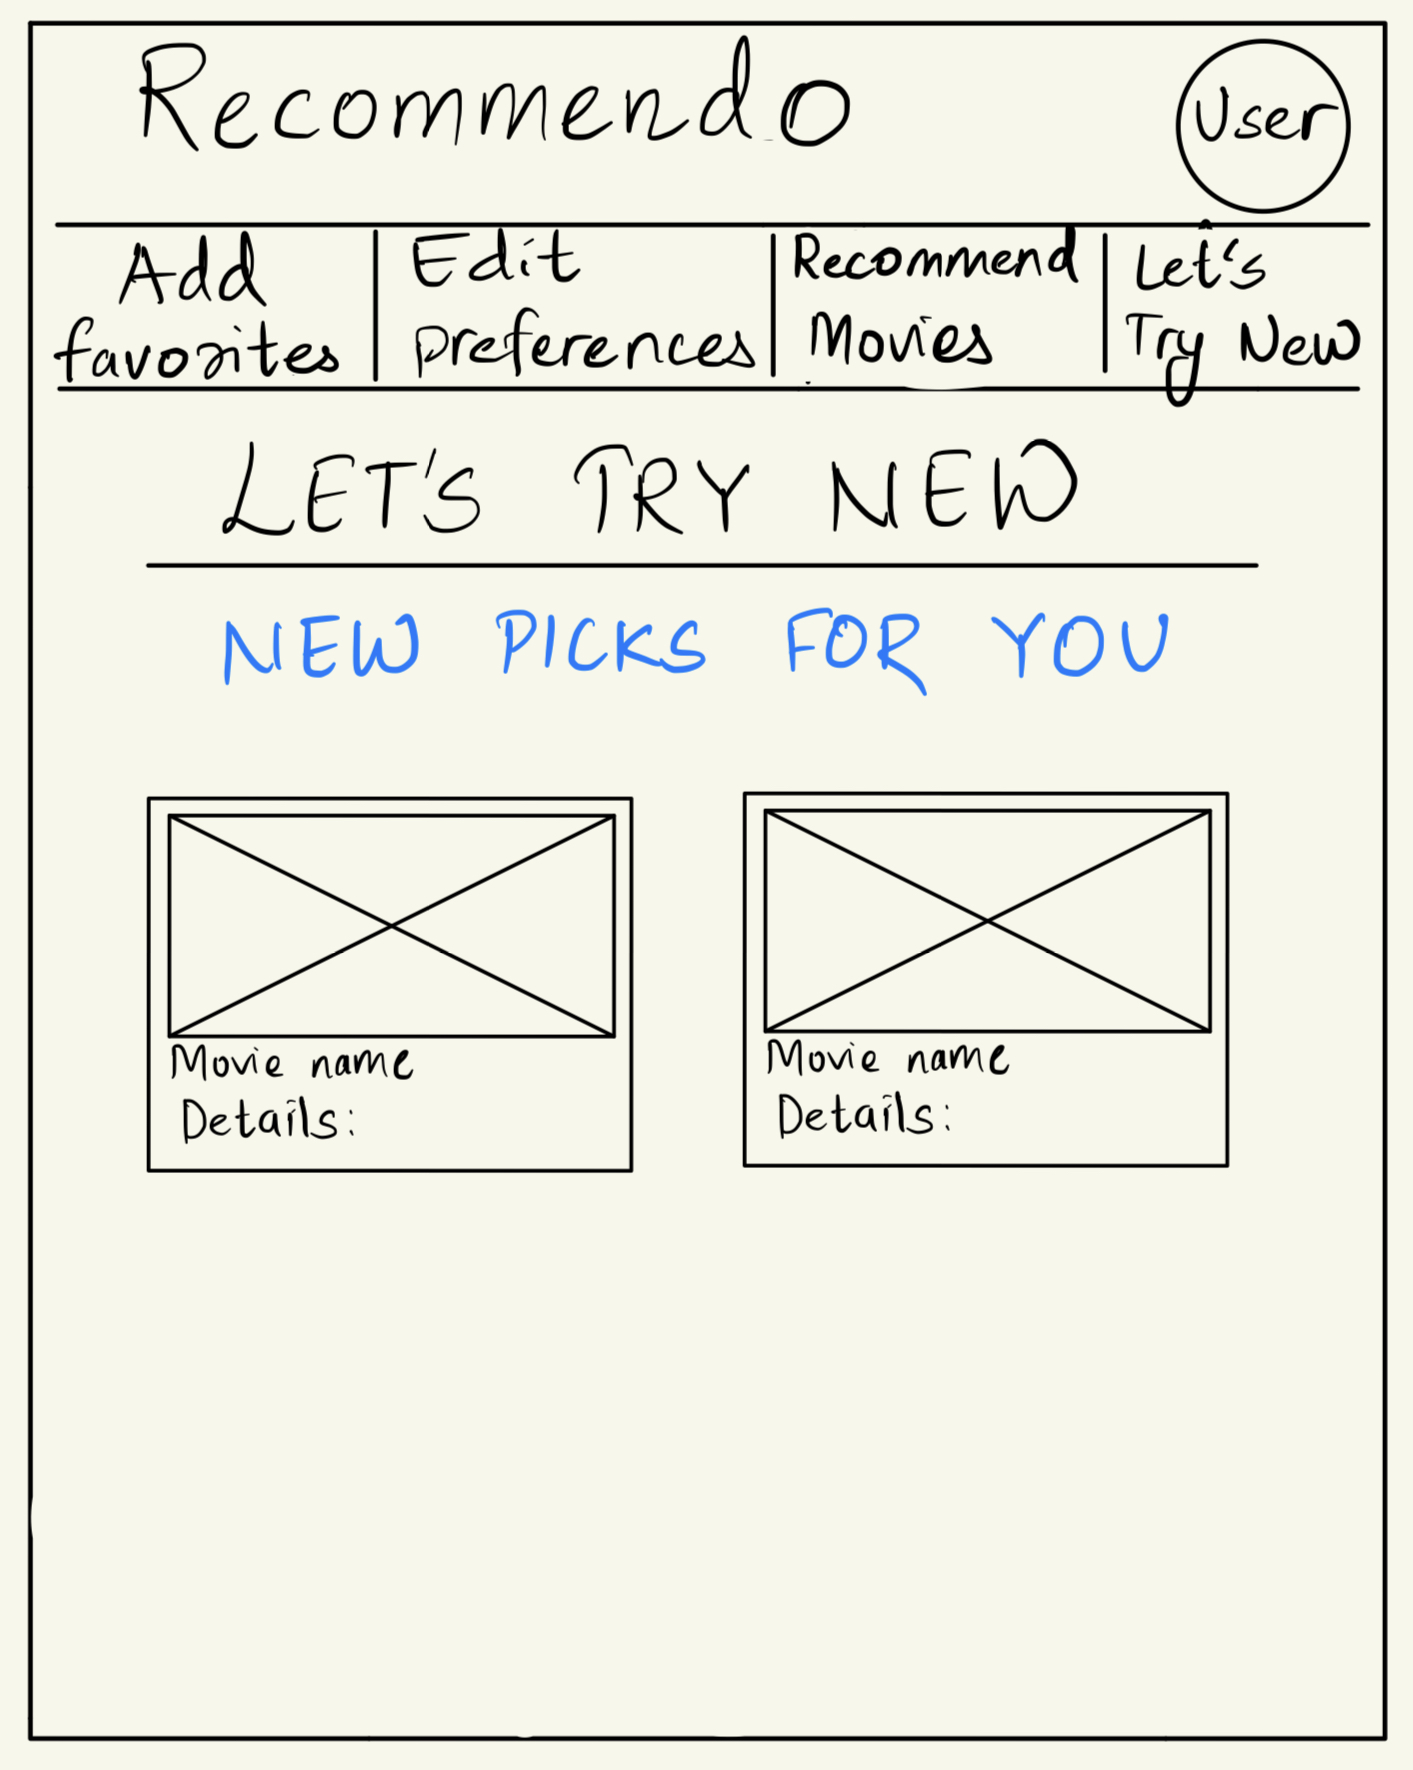 Recommendo
User
Add
favorites
Edit
preferences
Recommend
Movies
Let's
Try New
LET'S TRY NEW
NEW PICKS FOR YOU
Movie name
Details:
Movie name
Details: